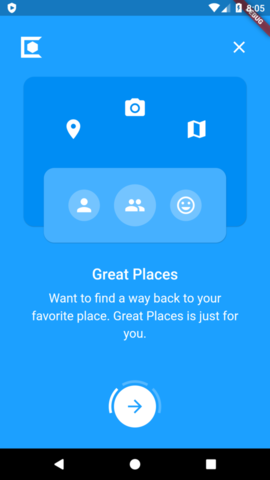 8:05
DEBUG
Great Places
Want to find a way back to your
favorite place. Great Places is just for
you.